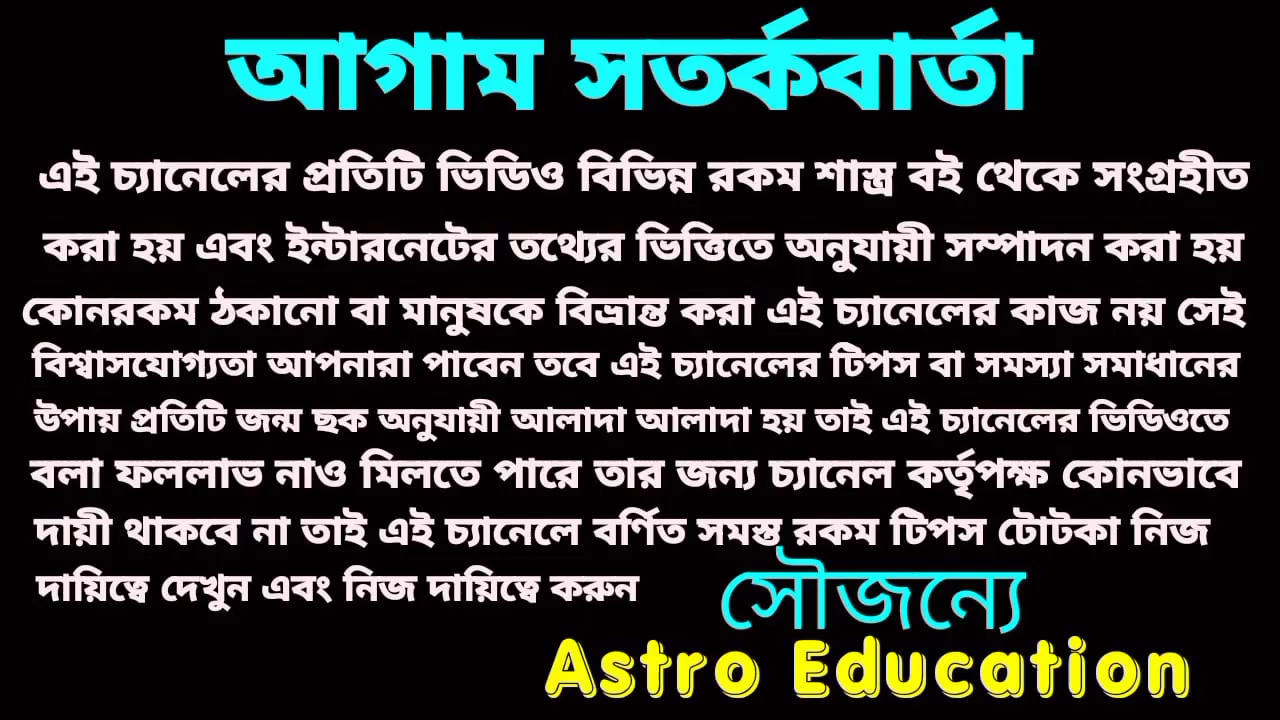 আগাম সতর্কবার্তা
এই চ্যানেলের প্রতিটি ভিডিও বিভিন্ন রকম শাস্ত্র বই থেকে সংগ্রহীত
করা হয় এবং ইন্টারনেটের তথ্যের ভিত্তিতে অনুযায়ী সম্পাদন করা হয়
কোনরকম ঠকানো বা মানুষকে বিভ্রান্ত করা এই চ্যানেলের কাজ নয় সেই
বিশ্বাসযোগ্যতা আপনারা পাবেন তবে এই চ্যানেলের টিপস বা সমস্যা সমাধানের
উপায় প্রতিটি জন্ম ছক অনুযায়ী আলাদা আলাদা হয় তাই এই চ্যানেলের ভিডিওতে
বলা ফললাভ নাও মিলতে পারে তার জন্য চ্যানেল কর্তৃপক্ষ কোনভাবে
দায়ী থাকবে না তাই এই চ্যানেলে বর্ণিত সমস্ত রকম টিপস টোটকা নিজ
দায়িত্বে দেখুন এবং নিজ দায়িত্বে করুন
সৌজন্যে
Astro Education